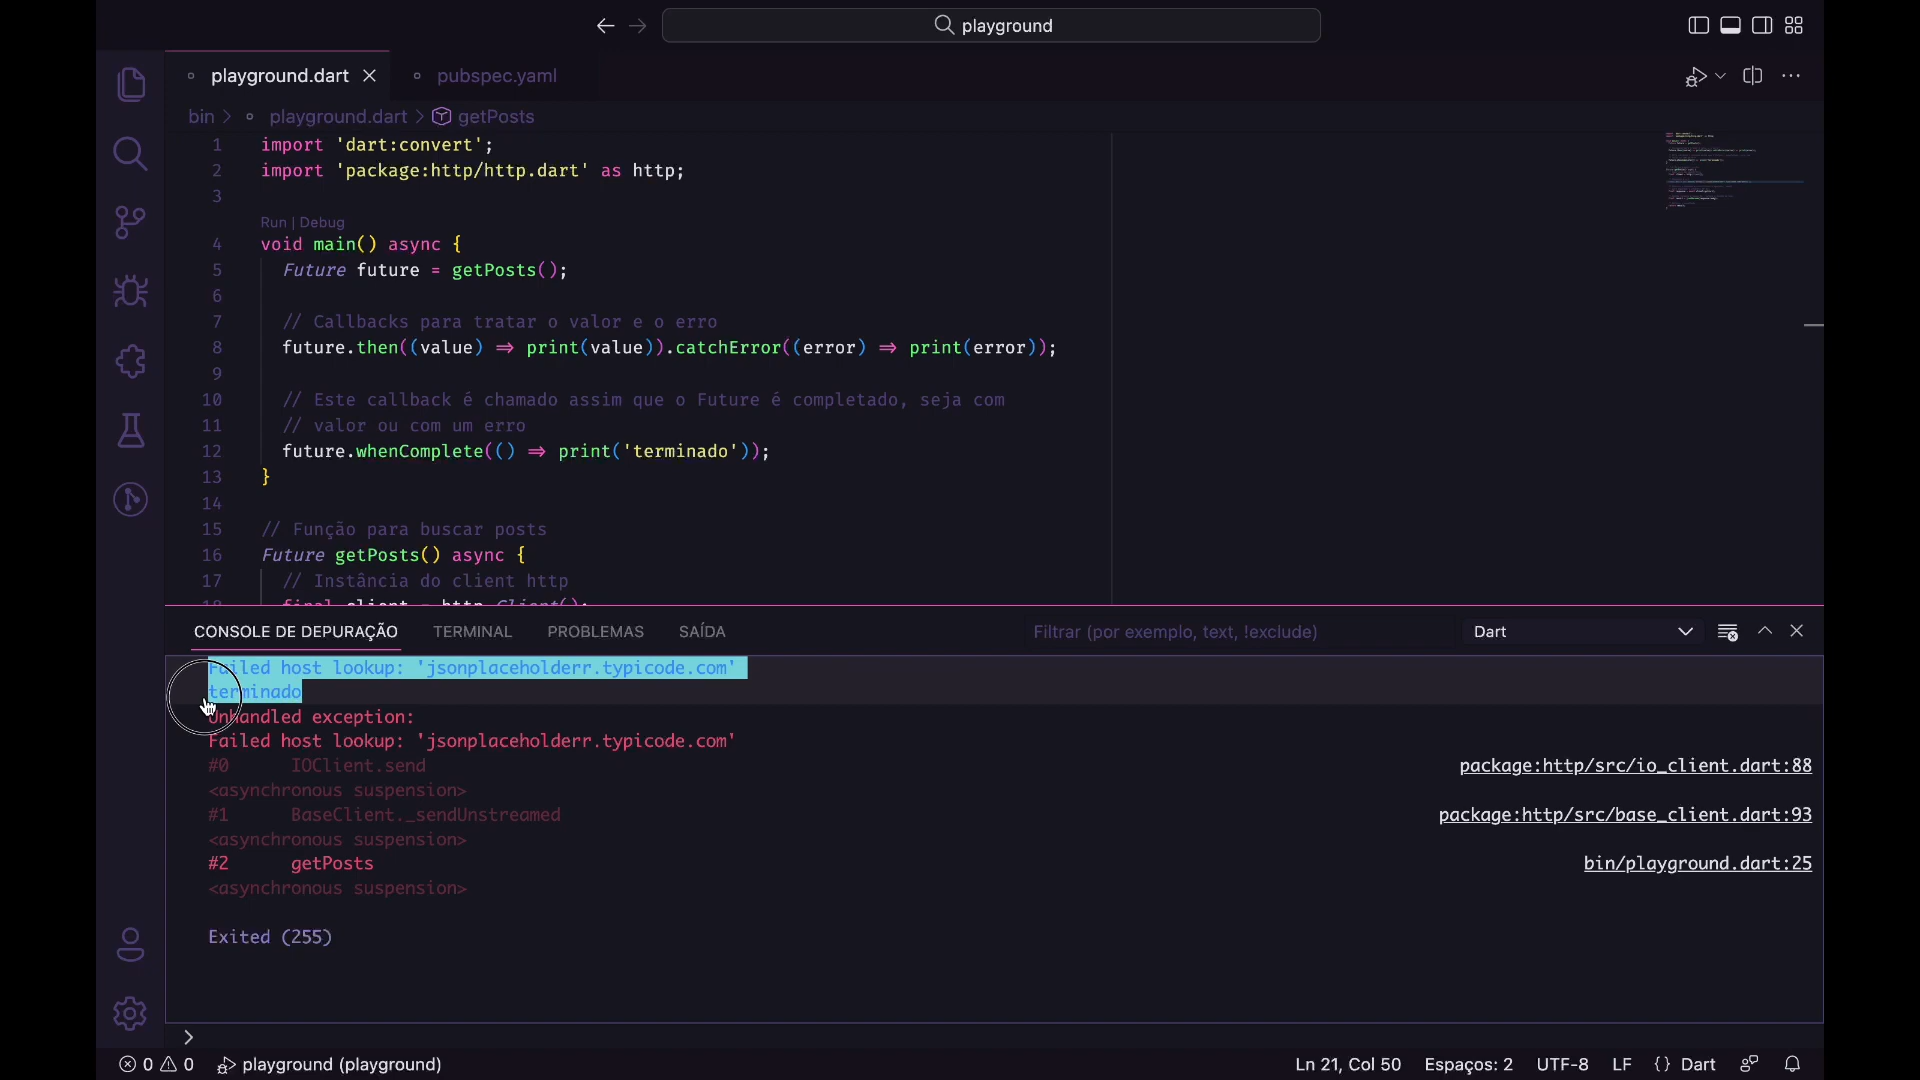 playground
playground.dart
pubspec.yaml
bin > playground.dart > getPosts
1 import 'dart:convert';
2 import 'package:http/http.dart' as http;
3
Run | Debug
4 void main() async {
5 Future future = getPosts();
6
7 // Callbacks para tratar o valor e o erro
8 future.then((value) => print(value)).catchError((error) => print(error));
9
10 // Este callback é chamado assim que o Future é completado, seja com
11 // valor ou com um erro
12 future.whenComplete(() => print('terminado'));
13 }
14
15 // Função para buscar posts
16 Future getPosts() async {
17 // Instância do client http
18 final client = http.Client();
CONSOLE DE DEPURAÇÃO TERMINAL PROBLEMAS SAÍDA Filtrar (por exemplo, text, !exclude) Dart
Failed host lookup: 'jsonplaceholderr.typicode.com'
terminado
Unhandled exception:
Failed host lookup: 'jsonplaceholderr.typicode.com'
#0 IOClient.send package:http/src/io_client.dart:88
<asynchronous suspension>
#1 BaseClient._sendUnstreamed package:http/src/base_client.dart:93
<asynchronous suspension>
#2 getPosts bin/playground.dart:25
<asynchronous suspension>
Exited (255)
>
0 0 playground (playground) Ln 21, Col 50 Espaços: 2 UTF-8 LF {} Dart